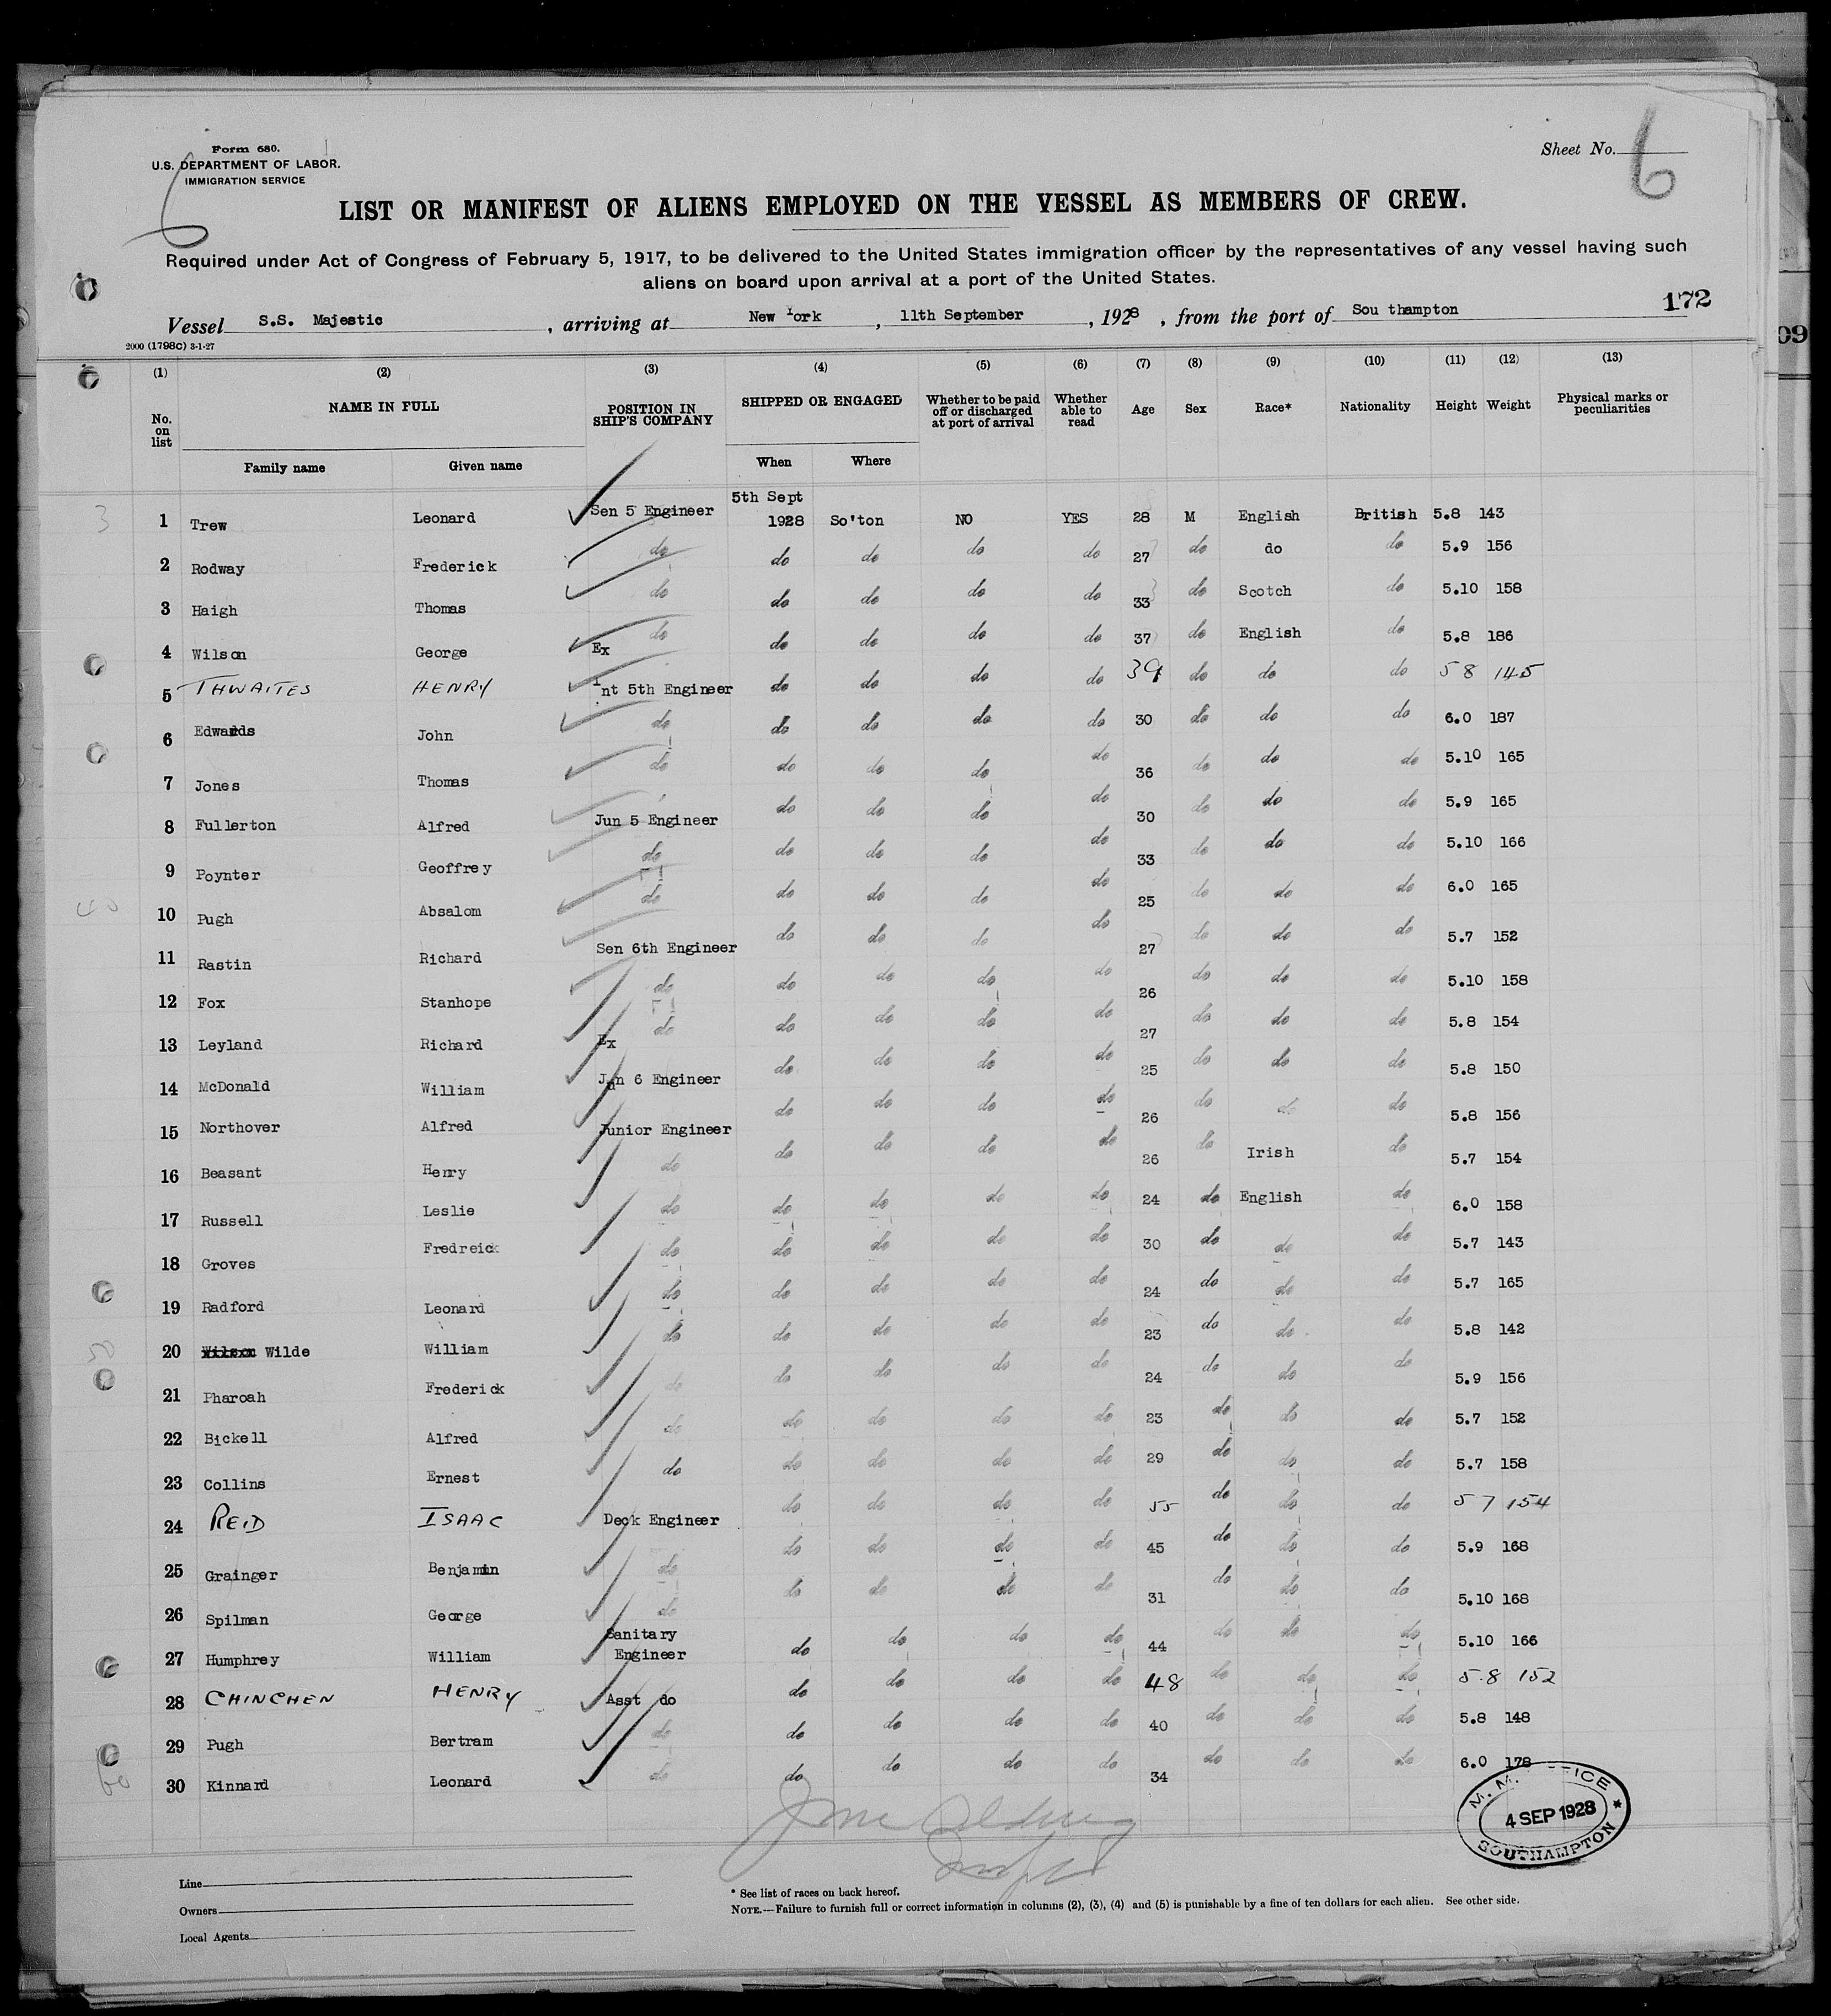 Form 680.
U.S. DEPARTMENT OF LABOR.
IMMIGRATION SERVICE
6
Sheet No. 6
LIST OR MANIFEST OF ALIENS EMPLOYED ON THE VESSEL AS MEMBERS OF CREW.
Required under Act of Congress of February 5, 1917, to be delivered to the United States immigration officer by the representatives of any vessel having such
aliens on board upon arrival at a port of the United States.
172
Vessel S.S. Majestic, arriving at New York, 11th September, 1928, from the port of Sou thampton
2000 (1798C) 3-1-27
(1) (2) (3) (4) (5) (6) (7) (8) (9) (10) (11) (12) (13)
No. on list NAME IN FULL POSITION IN SHIP'S COMPANY SHIPPED OR ENGAGED Whether to be paid off or discharged at port of arrival Whether able to read Age Sex Race* Nationality Height Weight Physical marks or peculiarities
Family name Given name When Where
3 1 Trew Leonard Sen 5 Engineer 5th Sept 1928 So'ton NO YES 28 M English British 5.8 143
2 Rodway Frederick do do do do do 27 do do do 5.9 156
3 Haigh Thomas do do do do do 33 do Scotch do 5.10 158
4 Wilson George Ex do do do do do 37 do English do 5.8 186
5 THWAITES HENRY Int 5th Engineer do do do do 39 do do do 5 8 145
6 Edwards John do do do do do 30 do do do 6.0 187
7 Jones Thomas do do do do do 36 do do do 5.10 165
8 Fullerton Alfred Jun 5 Engineer do do do do 30 do do do 5.9 165
9 Poynter Geoffrey do do do do do 33 do do do 5.10 166
40 10 Pugh Absalom do do do do do 25 do do do 6.0 165
11 Rastin Richard Sen 6th Engineer do do do do 27 do do do 5.7 152
12 Fox Stanhope do do do do do 26 do do do 5.10 158
13 Leyland Richard Ex do do do do do 27 do do do 5.8 154
14 McDonald William Jun 6 Engineer do do do do 25 do do do 5.8 150
15 Northover Alfred Junior Engineer do do do do 26 do do do 5.8 156
16 Beasant Henry do do do do do 26 do Irish do 5.7 154
17 Russell Leslie do do do do do 24 do English do 6.0 158
18 Groves Fredreick do do do do do 30 do do do 5.7 143
19 Radford Leonard do do do do do 24 do do do 5.7 165
50 20 Wilson Wilde William do do do do do 23 do do do 5.8 142
21 Pharoah Frederick do do do do do 24 do do do 5.9 156
22 Bickell Alfred do do do do do 23 do do do 5.7 152
23 Collins Ernest do do do do do 29 do do do 5.7 158
24 REID ISAAC Deck Engineer do do do do 55 do do do 5 7 154
25 Grainger Benjamin do do do do do 45 do do do 5.9 168
26 Spilman George do do do do do 31 do do do 5.10 168
27 Humphrey William Sanitary Engineer do do do do 44 do do do 5.10 166
28 CHINCHEN HENRY Asst do do do do do 48 do do do 5.8 152
29 Pugh Bertram do do do do do 40 do do do 5.8 148
60 30 Kinnard Leonard do do do do do 34 do do do 6.0 178
M. M. OFFICE
4 SEP 1928
SOUTHAMPTON
Line
Owners
Local Agents
* See list of races on back hereof.
NOTE.—Failure to furnish full or correct information in columns (2), (3), (4) and (5) is punishable by a fine of ten dollars for each alien. See other side.
09